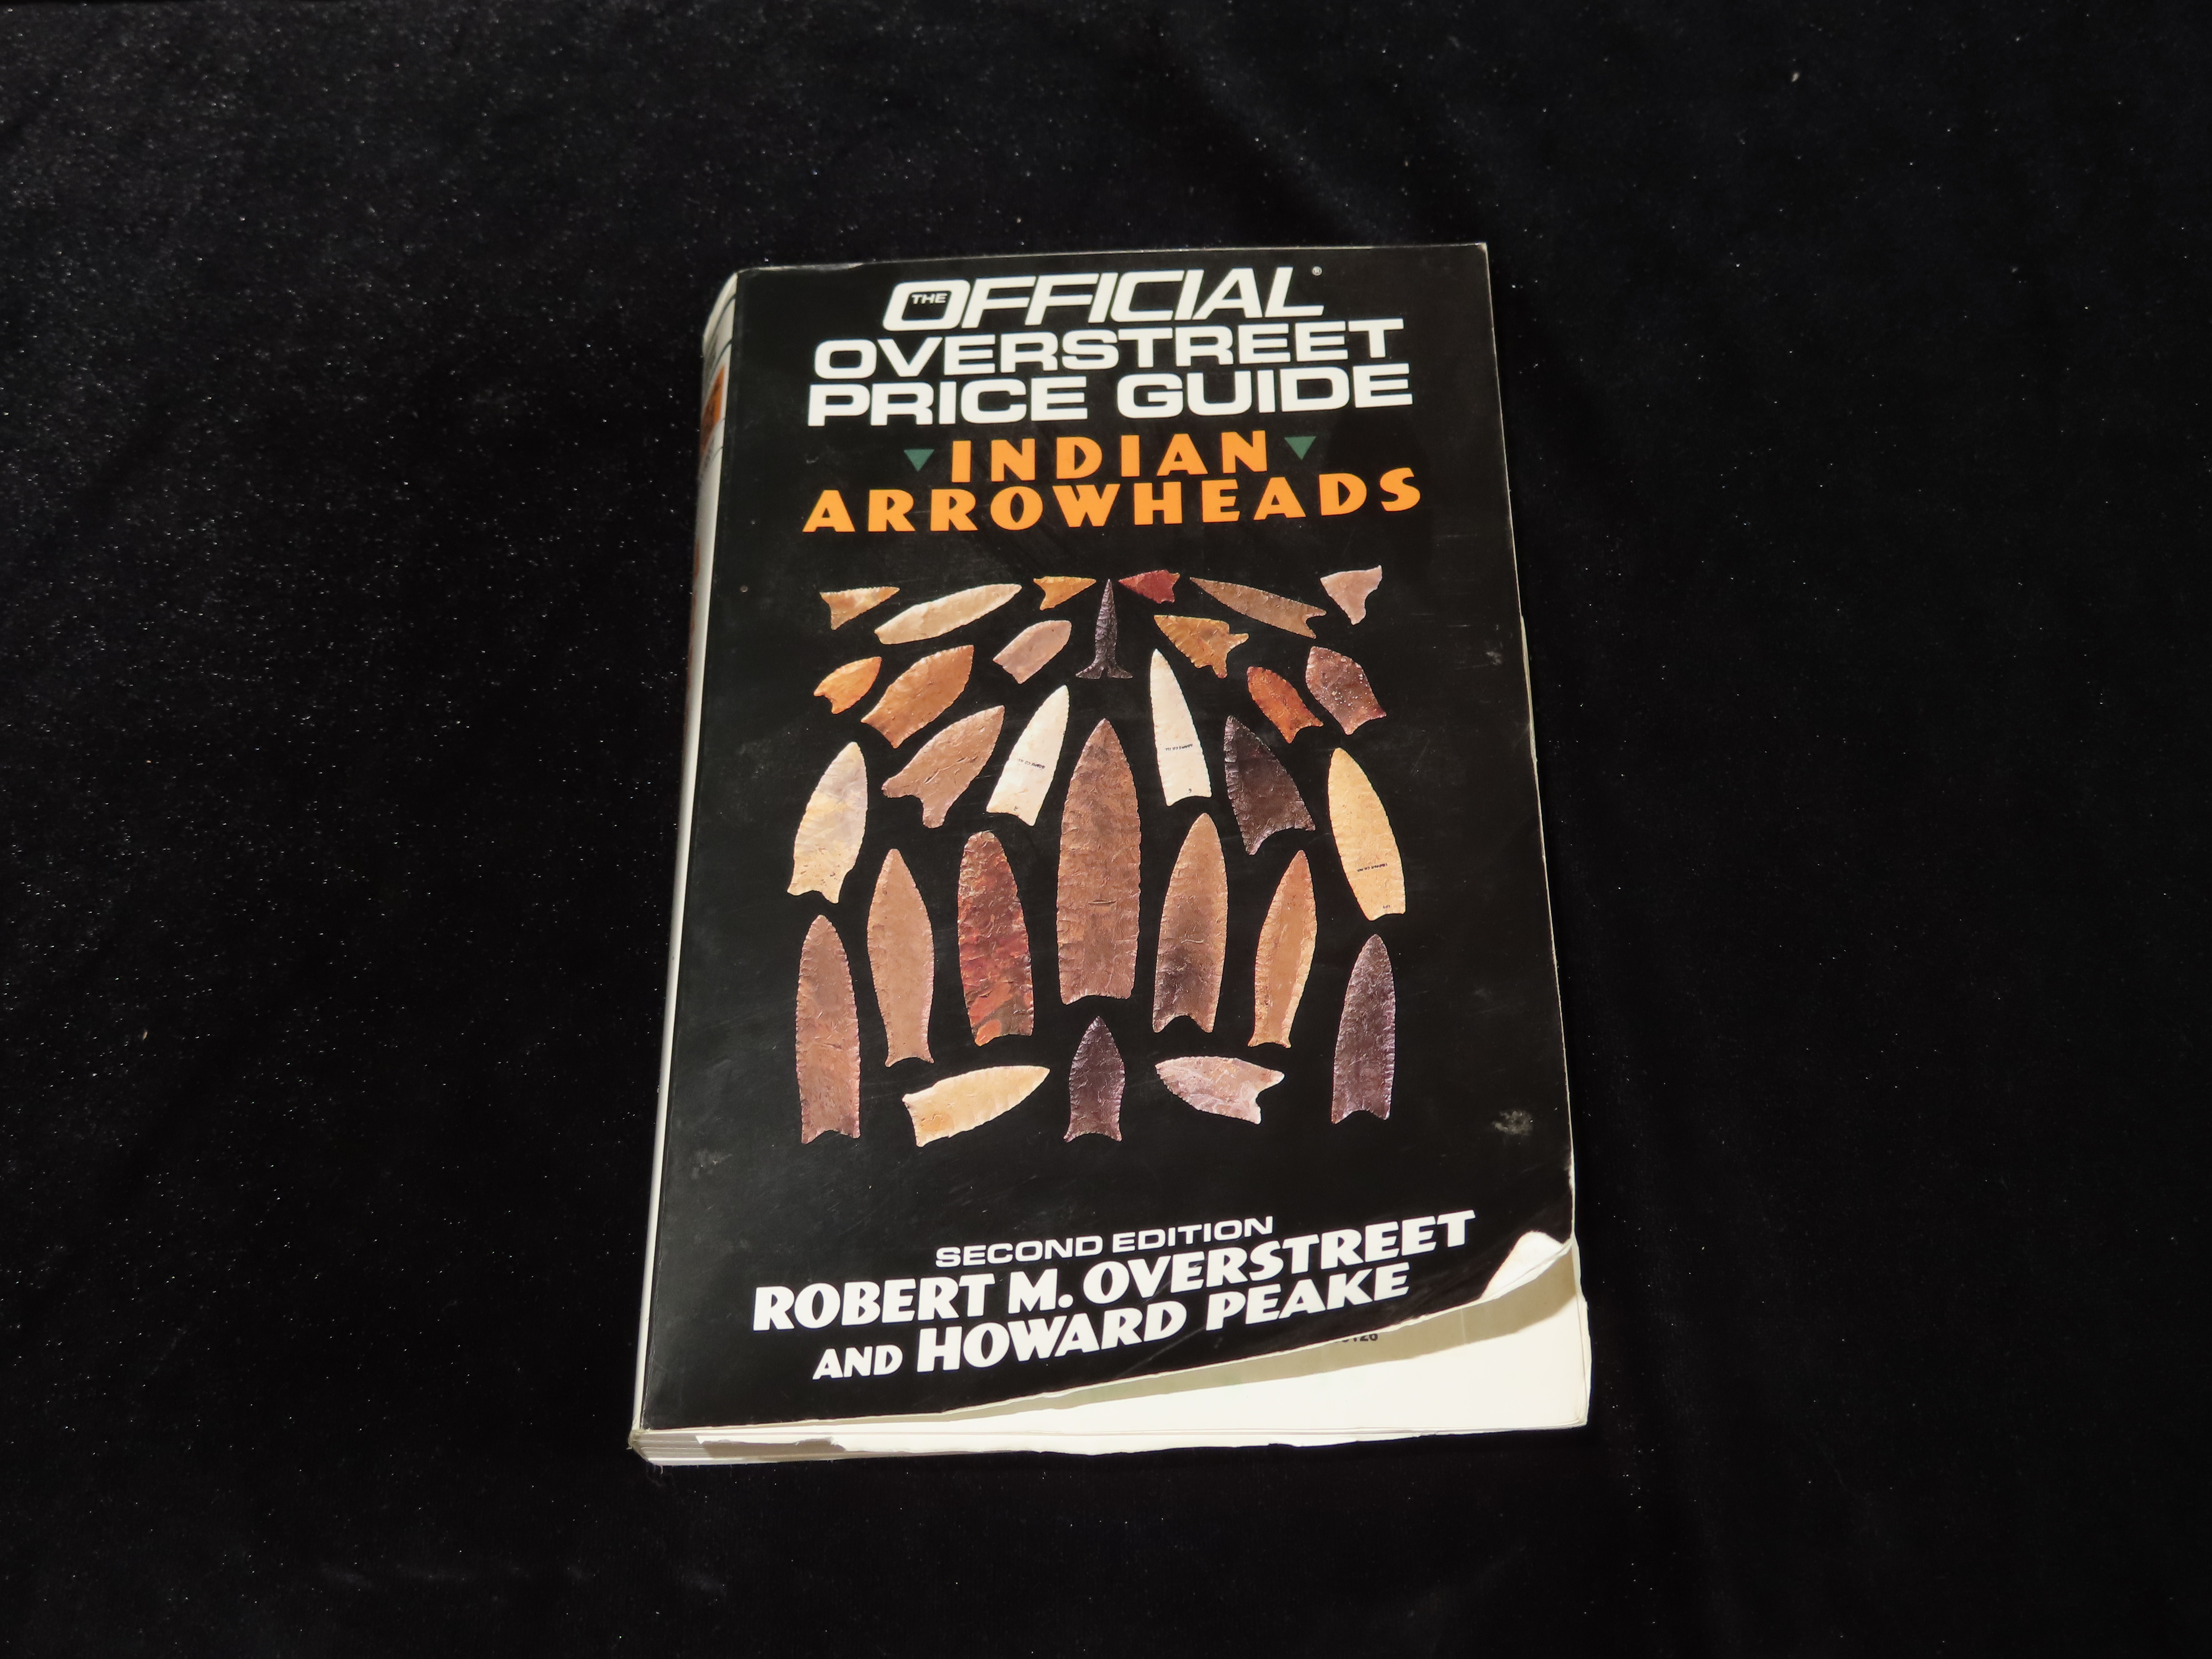 THE OFFICIAL®
OVERSTREET
PRICE GUIDE
INDIAN
ARROWHEADS
SECOND EDITION
ROBERT M. OVERSTREET
AND HOWARD PEAKE